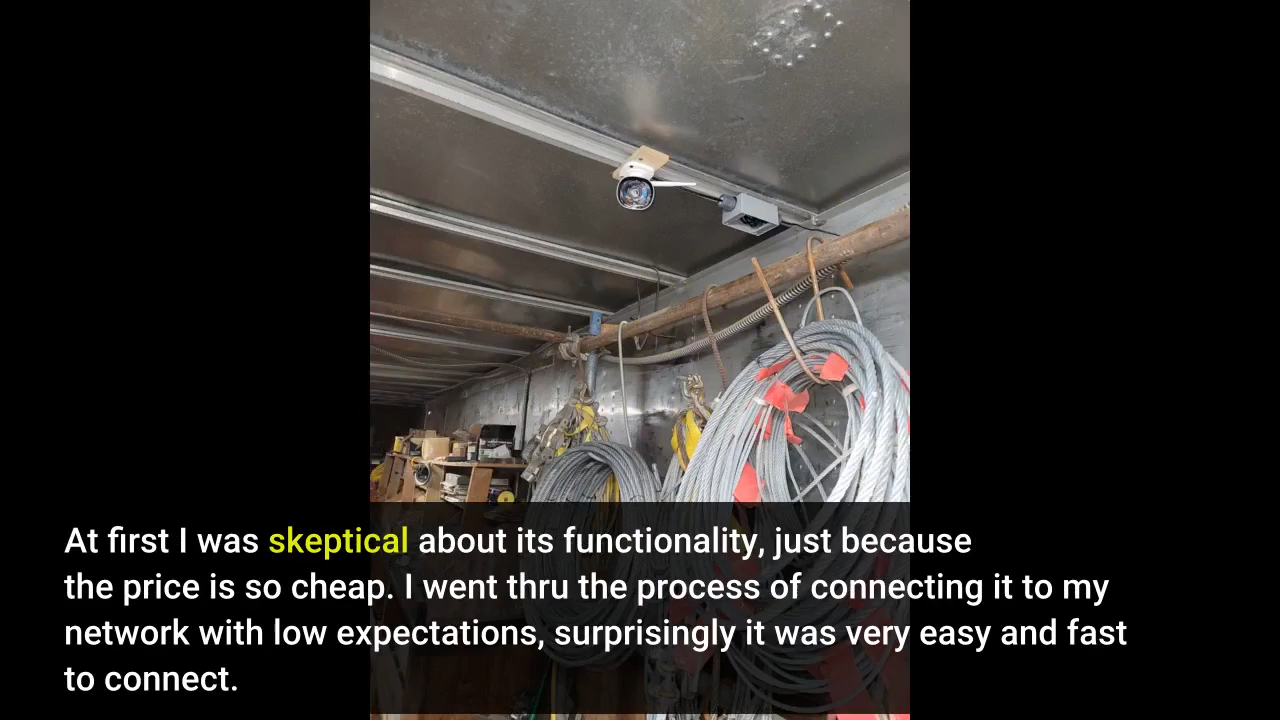 At first I was skeptical about its functionality, just because
the price is so cheap. I went thru the process of connecting it to my
network with low expectations, surprisingly it was very easy and fast
to connect.